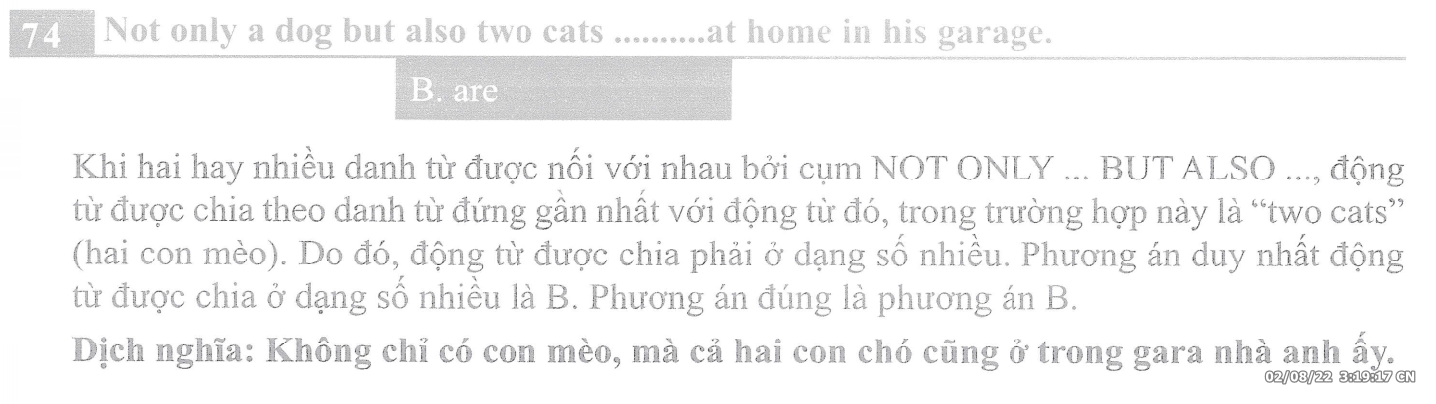 74 Not only a dog but also two cats ..........at home in his garage.
B. are
Khi hai hay nhiều danh từ được nối với nhau bởi cụm NOT ONLY ... BUT ALSO ..., động
từ được chia theo danh từ đứng gần nhất với động từ đó, trong trường hợp này là “two cats”
(hai con mèo). Do đó, động từ được chia phải ở dạng số nhiều. Phương án duy nhất động
từ được chia ở dạng số nhiều là B. Phương án đúng là phương án B.
Dịch nghĩa: Không chỉ có con mèo, mà cả hai con chó cũng ở trong gara nhà anh ấy.
02/08/22 3:19:17 CN